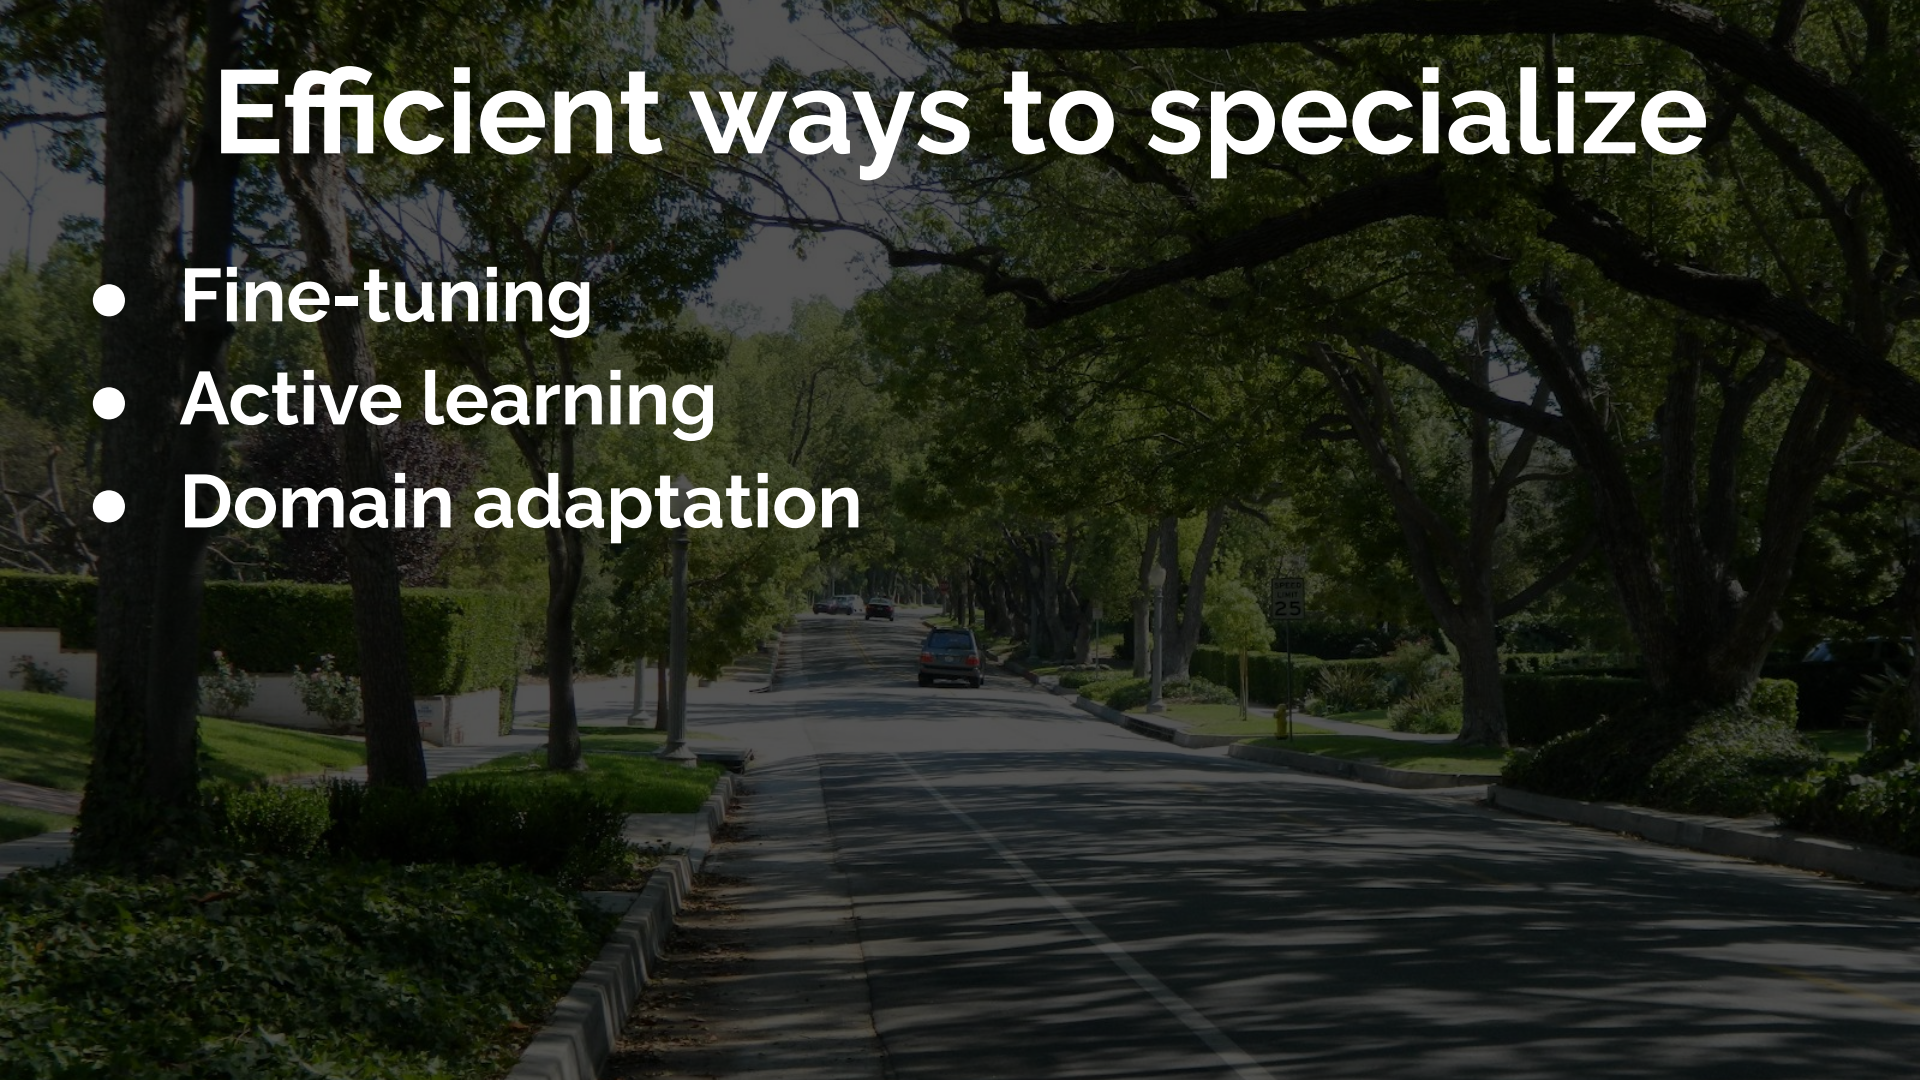 Efficient ways to specialize
● Fine-tuning
● Active learning
● Domain adaptation
SPEED
LIMIT
25